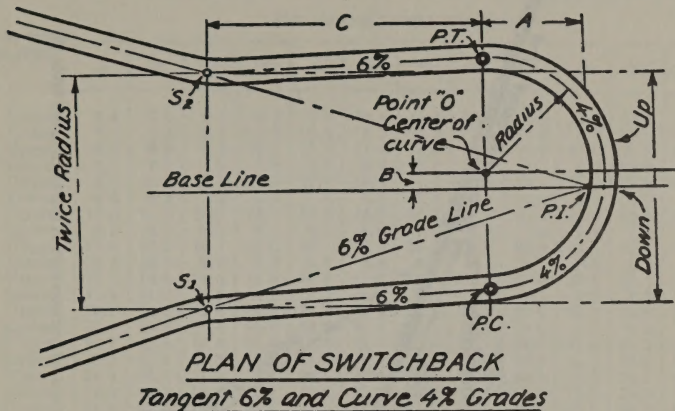 C
A
P.T.
6%
S2
Point "O"
Center of
curve
Radius
4%
Up
Twice Radius
B
Base Line
P.I.
6% Grade Line
Down
4%
S1
6%
P.C.
PLAN OF SWITCHBACK
Tangent 6% and Curve 4% Grades